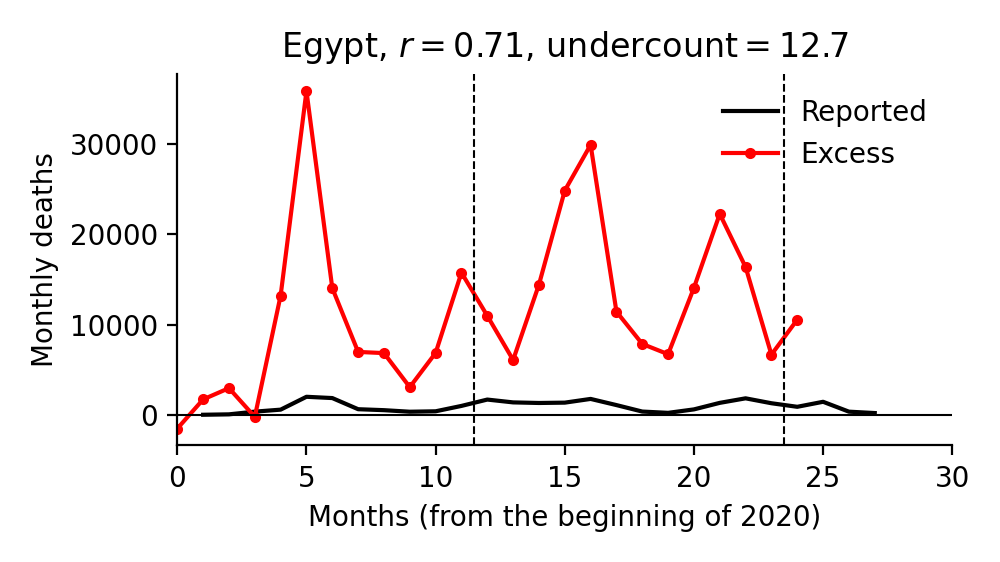 Egypt, r = 0.71, undercount = 12.7
Reported
Excess
Monthly deaths
30000
20000
10000
0
0 5 10 15 20 25 30
Months (from the beginning of 2020)